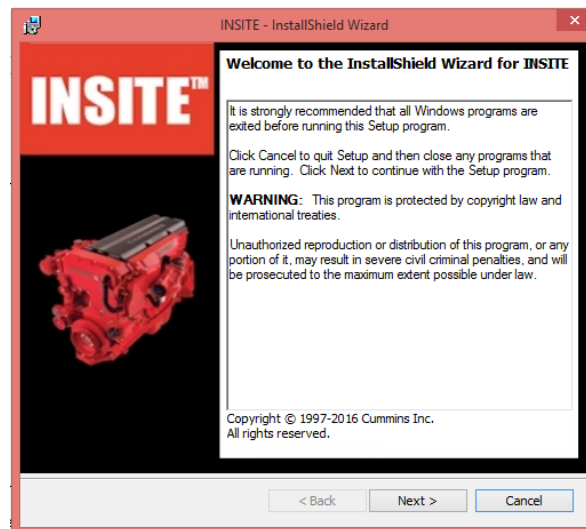 INSITE - InstallShield Wizard
×
INSITE™
Welcome to the InstallShield Wizard for INSITE
It is strongly recommended that all Windows programs are
exited before running this Setup program.
Click Cancel to quit Setup and then close any programs that
are running. Click Next to continue with the Setup program.
WARNING: This program is protected by copyright law and
international treaties.
Unauthorized reproduction or distribution of this program, or any
portion of it, may result in severe civil criminal penalties, and will
be prosecuted to the maximum extent possible under law.
Copyright © 1997-2016 Cummins Inc.
All rights reserved.
< Back
Next >
Cancel